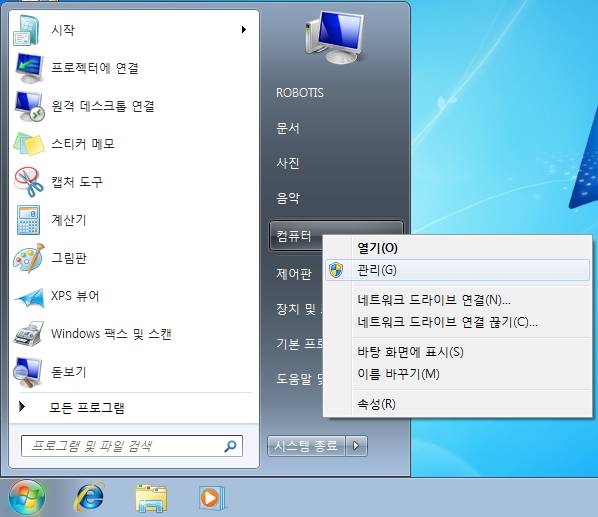 시작
프로젝터에 연결
원격 데스크톱 연결
스티커 메모
캡처 도구
계산기
그림판
XPS 뷰어
Windows 팩스 및 스캔
돋보기
모든 프로그램
프로그램 및 파일 검색
ROBOTIS
문서
사진
음악
컴퓨터
제어판
장치 및
기본 프로
도움말 및
시스템 종료
열기(O)
관리(G)
네트워크 드라이브 연결(N)...
네트워크 드라이브 연결 끊기(C)...
바탕 화면에 표시(S)
이름 바꾸기(M)
속성(R)